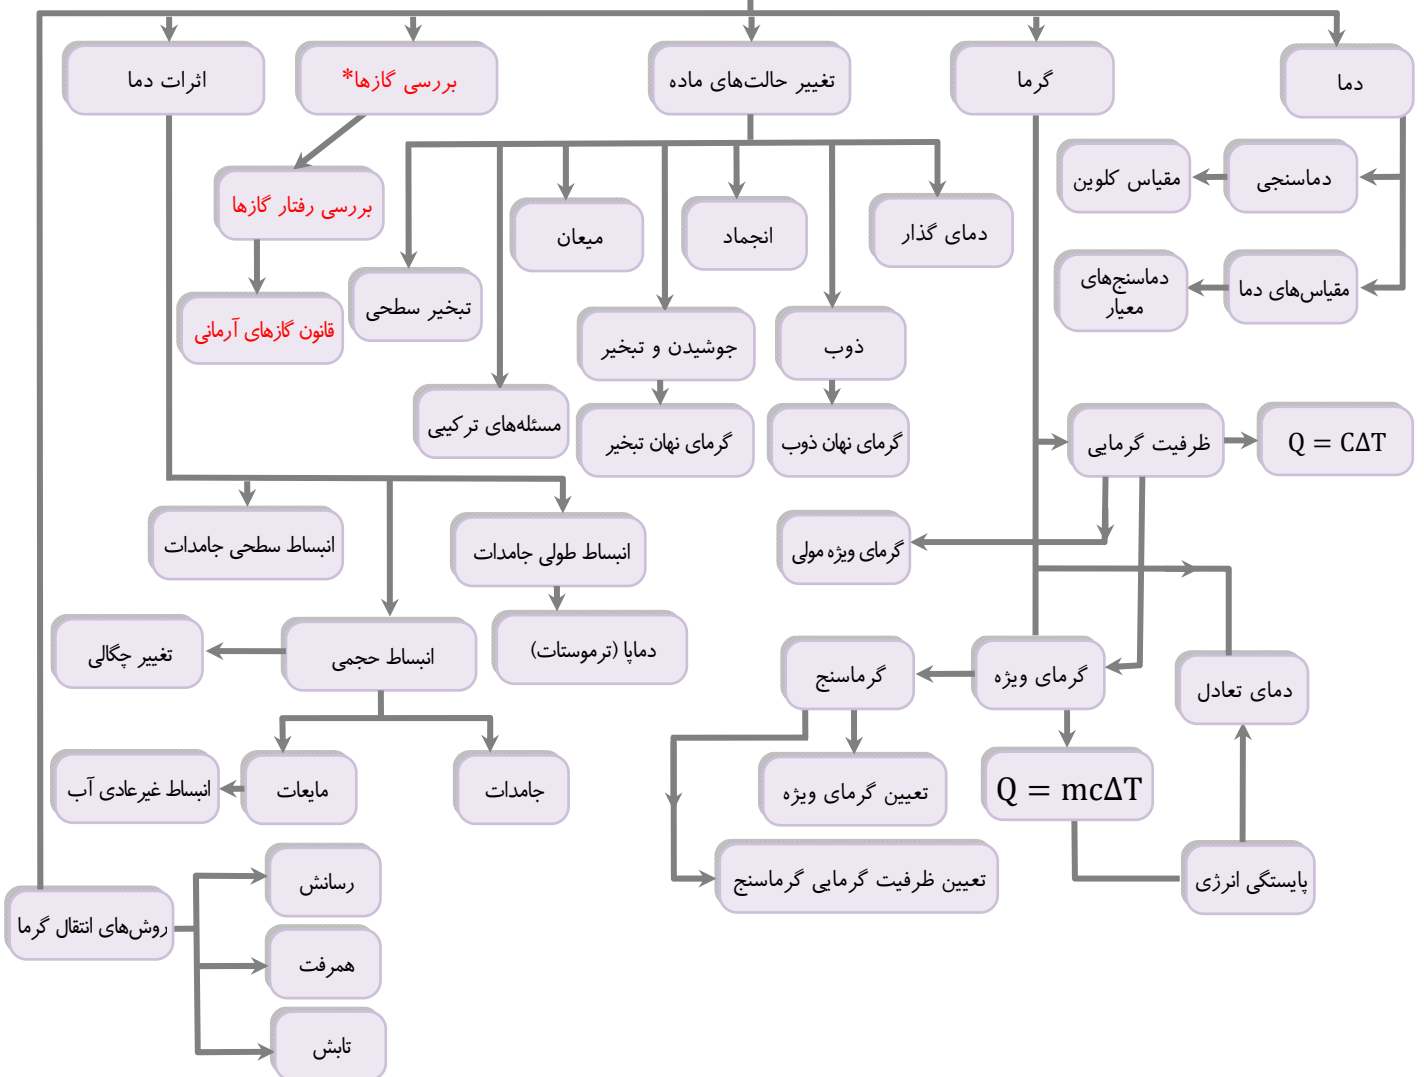 دما
گرما
تغییر حالت‌های ماده
بررسی گازها*
اثرات دما
دماسنجی
مقیاس کلوین
بررسی رفتار گازها
دمای گذار
انجماد
میعان
مقیاس‌های دما
دماسنج‌های
معیار
تبخیر سطحی
قانون گازهای آرمانی
ذوب
جوشیدن و تبخیر
مسئله‌های ترکیبی
گرمای نهان ذوب
گرمای نهان تبخیر
ظرفیت گرمایی
Q = CΔT
گرمای ویژه مولی
انبساط طولی جامدات
انبساط سطحی جامدات
دماپا (ترموستات)
انبساط حجمی
تغییر چگالی
دمای تعادل
گرمای ویژه
گرماسنج
Q = mcΔT
تعیین گرمای ویژه
جامدات
مایعات
انبساط غیرعادی آب
پایستگی انرژی
تعیین ظرفیت گرمایی گرماسنج
روش‌های انتقال گرما
رسانش
همرفت
تابش